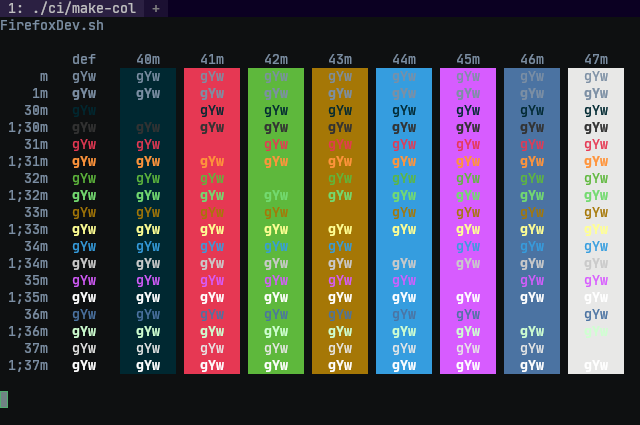 1: ./ci/make-col +
FirefoxDev.sh
def 40m 41m 42m 43m 44m 45m 46m 47m
m gYw gYw gYw gYw gYw gYw gYw gYw gYw
1m gYw gYw gYw gYw gYw gYw gYw gYw gYw
30m gYw gYw gYw gYw gYw gYw gYw gYw
1;30m gYw gYw gYw gYw gYw gYw gYw gYw gYw
31m gYw gYw gYw gYw gYw gYw gYw gYw
1;31m gYw gYw gYw gYw gYw gYw gYw gYw gYw
32m gYw gYw gYw gYw gYw gYw gYw gYw
1;32m gYw gYw gYw gYw gYw gYw gYw gYw gYw
33m gYw gYw gYw gYw gYw gYw gYw gYw
1;33m gYw gYw gYw gYw gYw gYw gYw gYw gYw
34m gYw gYw gYw gYw gYw gYw gYw gYw
1;34m gYw gYw gYw gYw gYw gYw gYw gYw gYw
35m gYw gYw gYw gYw gYw gYw gYw gYw
1;35m gYw gYw gYw gYw gYw gYw gYw gYw gYw
36m gYw gYw gYw gYw gYw gYw gYw gYw
1;36m gYw gYw gYw gYw gYw gYw gYw gYw gYw
37m gYw gYw gYw gYw gYw gYw gYw gYw
1;37m gYw gYw gYw gYw gYw gYw gYw gYw gYw